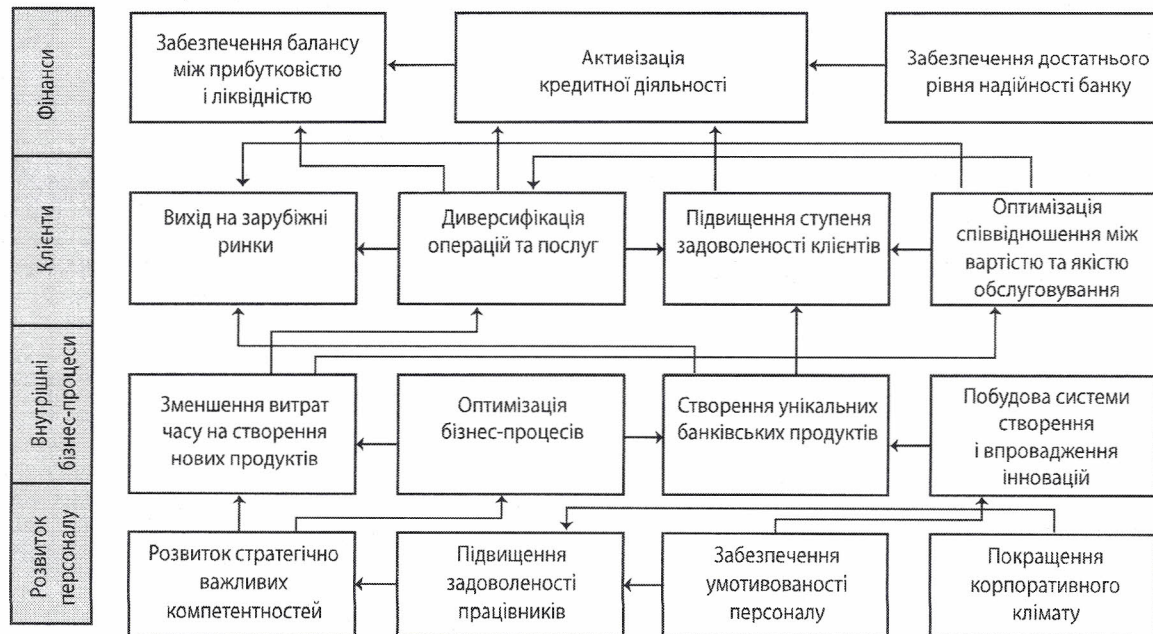 Фінанси
Забезпечення балансу
між прибутковістю
і ліквідністю
Активізація
кредитної діяльності
Забезпечення достатнього
рівня надійності банку
Клієнти
Вихід на зарубіжні
ринки
Диверсифікація
операцій та послуг
Підвищення ступеня
задоволеності клієнтів
Оптимізація
співвідношення між
вартістю та якістю
обслуговування
Внутрішні
бізнес-процеси
Зменшення витрат
часу на створення
нових продуктів
Оптимізація
бізнес-процесів
Створення унікальних
банківських продуктів
Побудова системи
створення
і впровадження
інновацій
Розвиток
персоналу
Розвиток стратегічно
важливих
компетентностей
Підвищення
задоволеності
працівників
Забезпечення
умотивованості
персоналу
Покращення
корпоративного
клімату